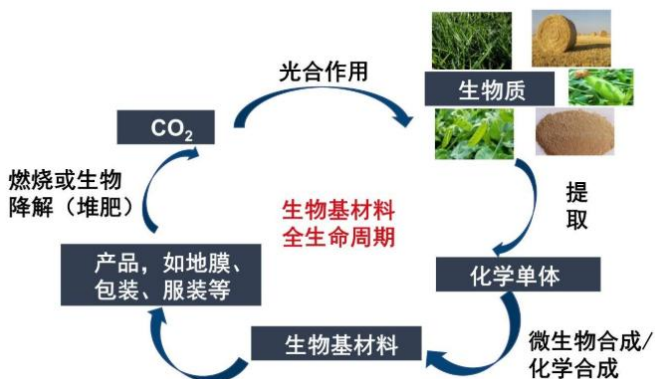 光合作用
生物质
CO₂
燃烧或生物
降解（堆肥）
提
取
生物基材料
全生命周期
产品，如地膜、
包装、服装等
化学单体
生物基材料
微生物合成/
化学合成